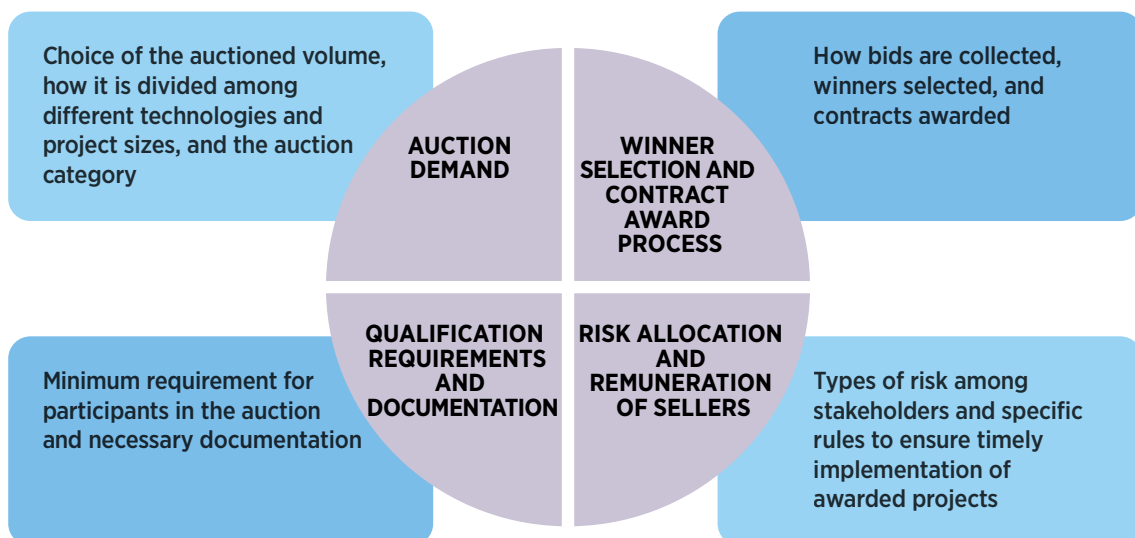 Choice of the auctioned volume,
how it is divided among
different technologies and
project sizes, and the auction
category
AUCTION
DEMAND
WINNER
SELECTION AND
CONTRACT
AWARD
PROCESS
How bids are collected,
winners selected, and
contracts awarded
Minimum requirement for
participants in the auction
and necessary documentation
QUALIFICATION
REQUIREMENTS
AND
DOCUMENTATION
RISK ALLOCATION
AND
REMUNERATION
OF SELLERS
Types of risk among
stakeholders and specific
rules to ensure timely
implementation of
awarded projects